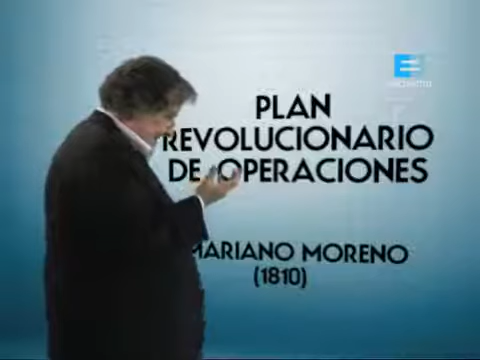 PLAN
REVOLUCIONARIO
DE OPERACIONES
MARIANO MORENO
(1810)